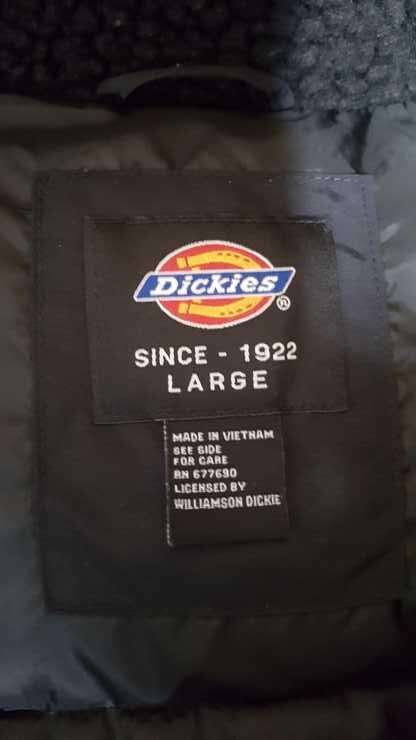 Dickies®
SINCE - 1922
LARGE
MADE IN VIETNAM
SEE SIDE
FOR CARE
RN 677690
LICENSED BY
WILLIAMSON DICKIE